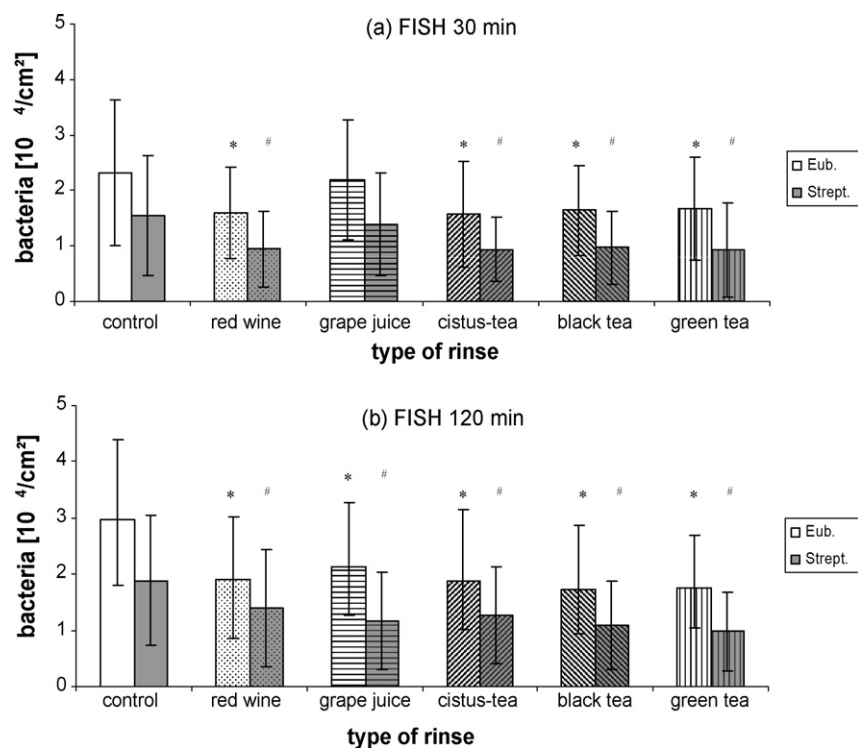 (a) FISH 30 min
bacteria [10 ⁴/cm²]
5
4
3
2
1
0
* # * # * # * #
Eub.
Strept.
control red wine grape juice cistus-tea black tea green tea
type of rinse
(b) FISH 120 min
bacteria [10 ⁴/cm²]
5
4
3
2
1
0
* # * # * # * # * #
Eub.
Strept.
control red wine grape juice cistus-tea black tea green tea
type of rinse